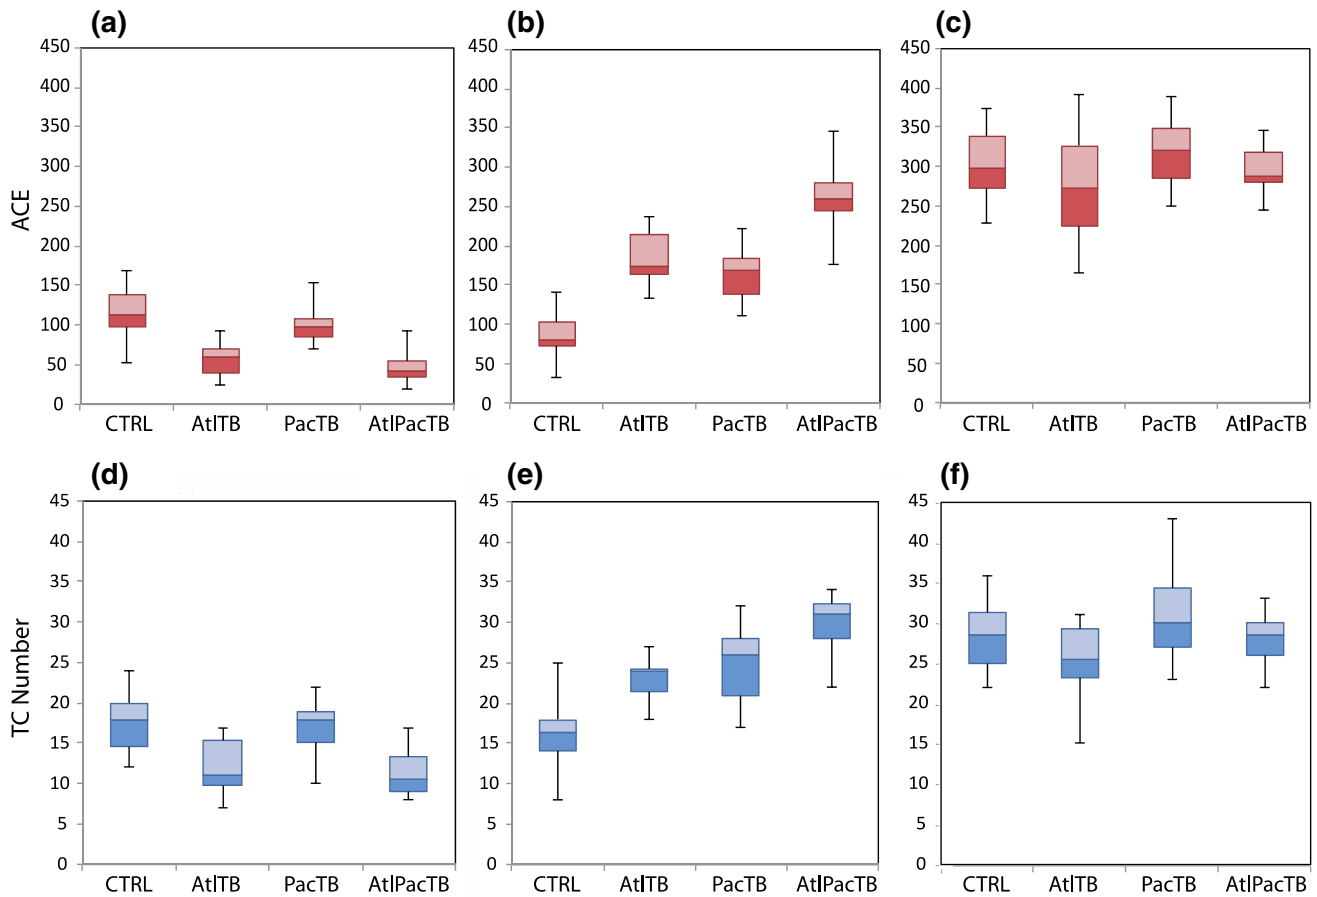 (a) (b) (c)
450 450 450
400 400 400
350 350 350
300 300 300
250 250 250
200 200 200
150 150 150
100 100 100
50 50 50
0 0 0
ACE
CTRL AtlTB PacTB AtlPacTB CTRL AtlTB PacTB AtlPacTB CTRL AtlTB PacTB AtlPacTB
(d) (e) (f)
45 45 45
40 40 40
35 35 35
30 30 30
25 25 25
20 20 20
15 15 15
10 10 10
5 5 5
0 0 0
TC Number
CTRL AtlTB PacTB AtlPacTB CTRL AtlTB PacTB AtlPacTB CTRL AtlTB PacTB AtlPacTB